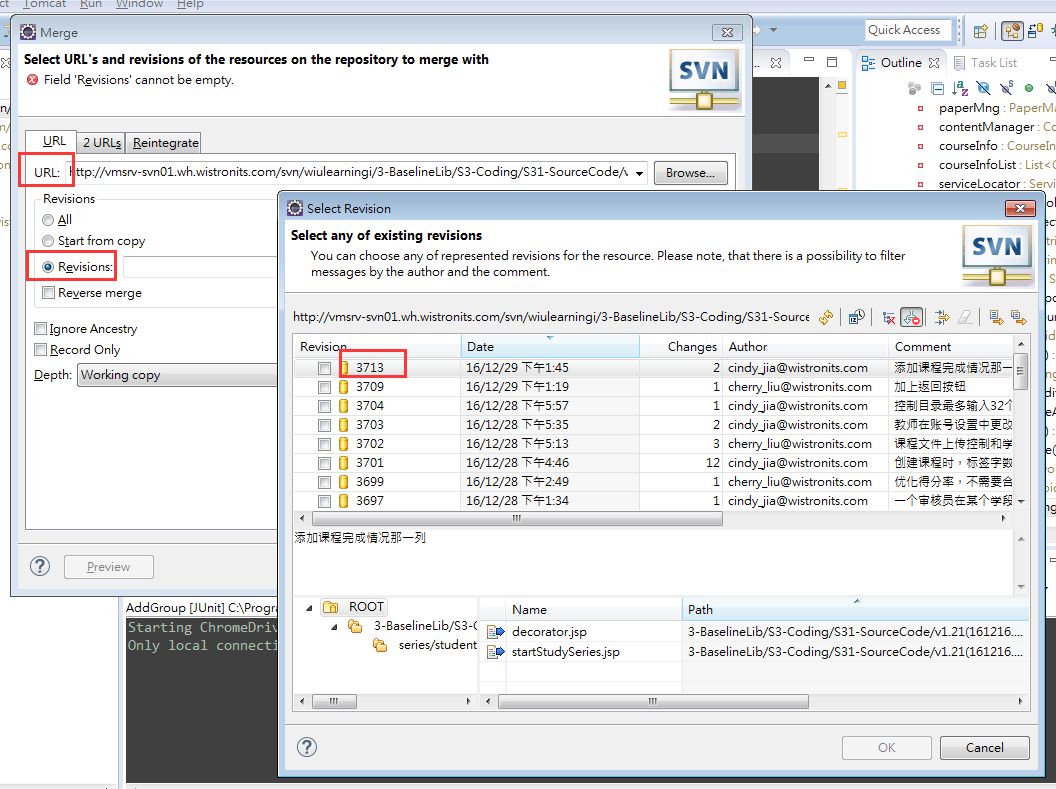 Tomcat Run Window Help
Merge
Select URL's and revisions of the resources on the repository to merge with
Field 'Revisions' cannot be empty.
SVN
Quick Access
Outline
Task List
URL
2 URLs
Reintegrate
URL:
http://vmsrv-svn01.wh.wistronits.com/svn/wiulearningi/3-BaselineLib/S3-Coding/S31-SourceCode/v
Browse...
Revisions
All
Start from copy
Revisions:
Reverse merge
Ignore Ancestry
Record Only
Depth: Working copy
Preview
paperMng : PaperMa
contentManager : Co
courseInfo : CourseIn
courseInfoList : List<C
serviceLocator : Servi
Select Revision
Select any of existing revisions
You can choose any of represented revisions for the resource. Please note, that there is a possibility to filter
messages by the author and the comment.
SVN
http://vmsrv-svn01.wh.wistronits.com/svn/wiulearningi/3-BaselineLib/S3-Coding/S31-Source
Revision Date Changes Author Comment
3713 16/12/29 下午1:45 2 cindy_jia@wistronits.com 添加课程完成情况那一
3709 16/12/29 下午1:19 1 cherry_liu@wistronits.com 加上返回按钮
3704 16/12/28 下午5:57 1 cindy_jia@wistronits.com 控制目录最多输入32个
3703 16/12/28 下午5:35 2 cindy_jia@wistronits.com 教师在账号设置中更改
3702 16/12/28 下午5:13 3 cherry_liu@wistronits.com 课程文件上传控制和学
3701 16/12/28 下午4:46 12 cindy_jia@wistronits.com 创建课程时，标签字数
3699 16/12/28 下午2:49 1 cherry_liu@wistronits.com 优化得分率，不需要合
3697 16/12/28 下午1:34 1 cindy_jia@wistronits.com 一个审核员在某个学段
添加课程完成情况那一列
ROOT
3-BaselineLib/S3-C
series/student
Name Path
decorator.jsp 3-BaselineLib/S3-Coding/S31-SourceCode/v1.21(161216....
startStudySeries.jsp 3-BaselineLib/S3-Coding/S31-SourceCode/v1.21(161216....
OK
Cancel
AddGroup [JUnit] C:\Progra
Starting ChromeDriv
Only local connecti